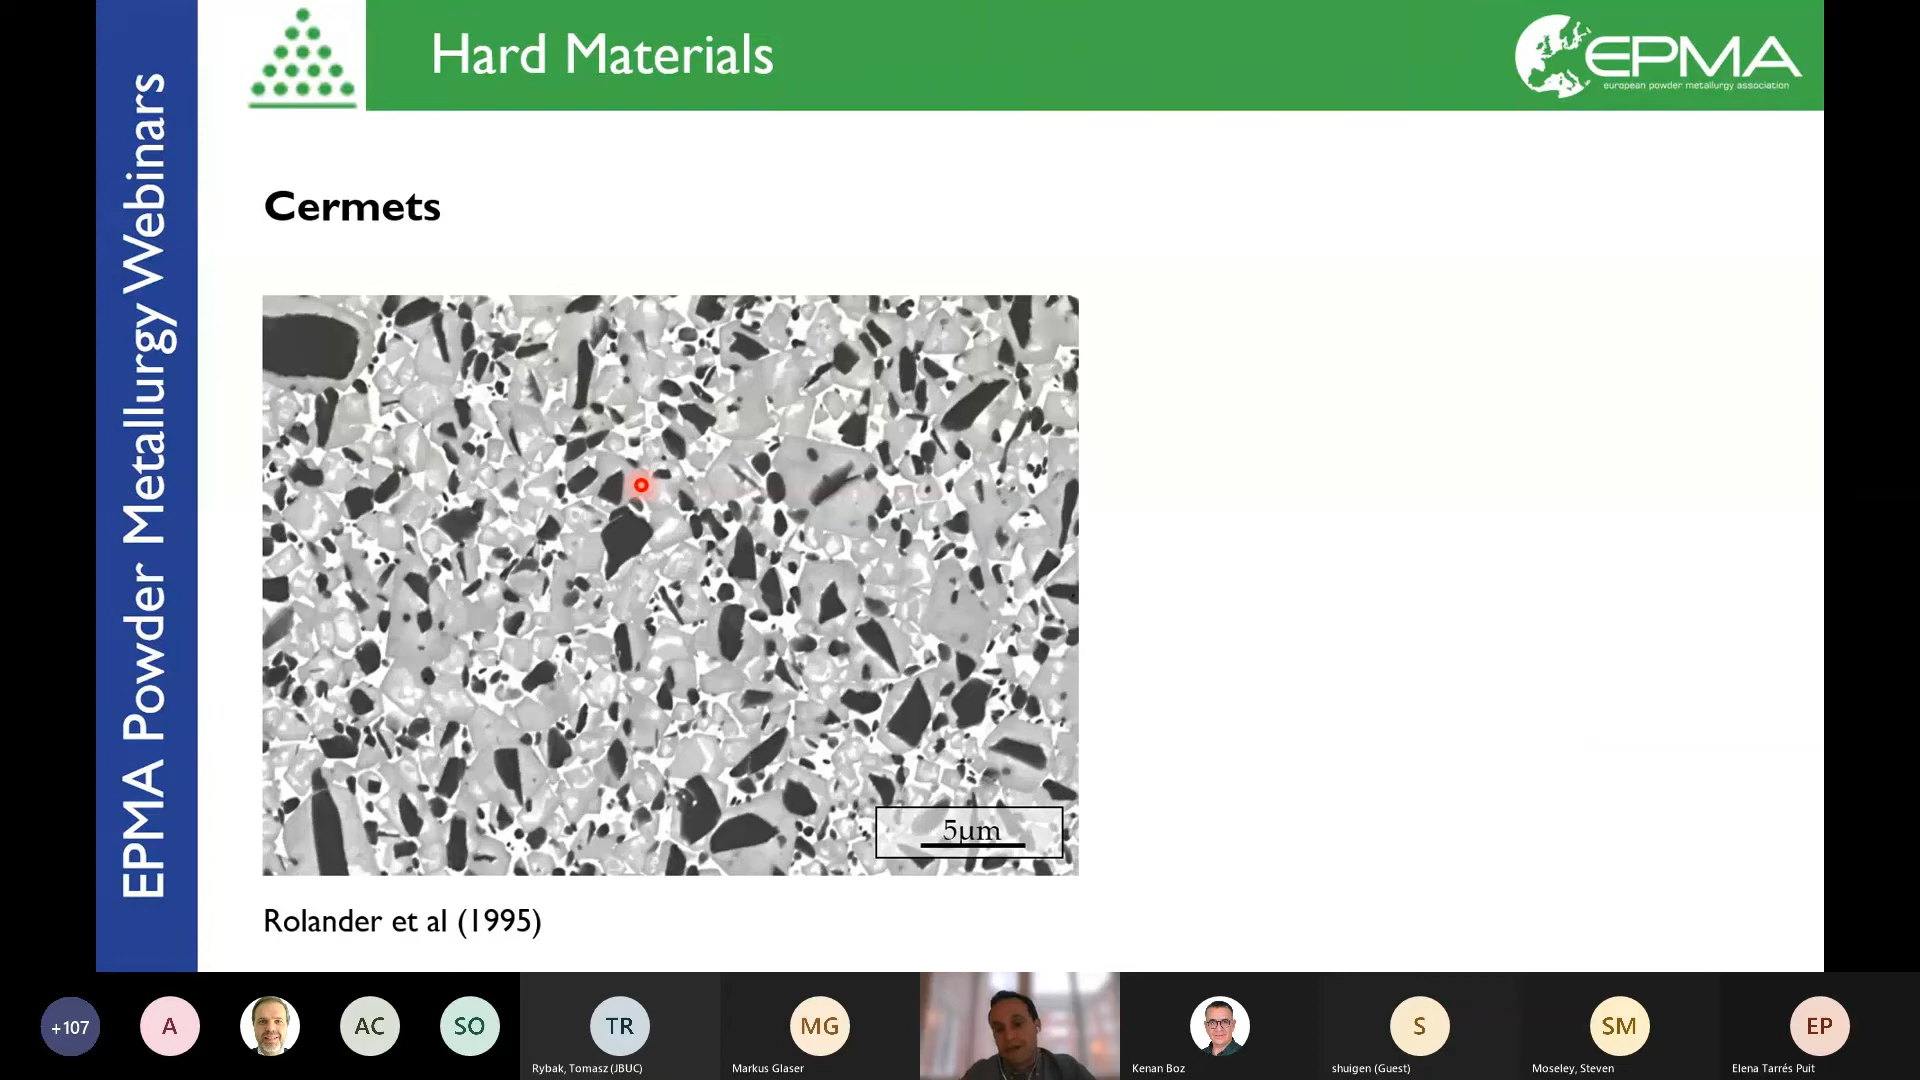 Hard Materials
EPMA
european powder metallurgy association
EPMA Powder Metallurgy Webinars
Cermets
5µm
Rolander et al (1995)
+107
A
AC
SO
TR
Rybak, Tomasz (JBUC)
MG
Markus Glaser
Kenan Boz
S
shuigen (Guest)
SM
Moseley, Steven
EP
Elena Tarrés Puit